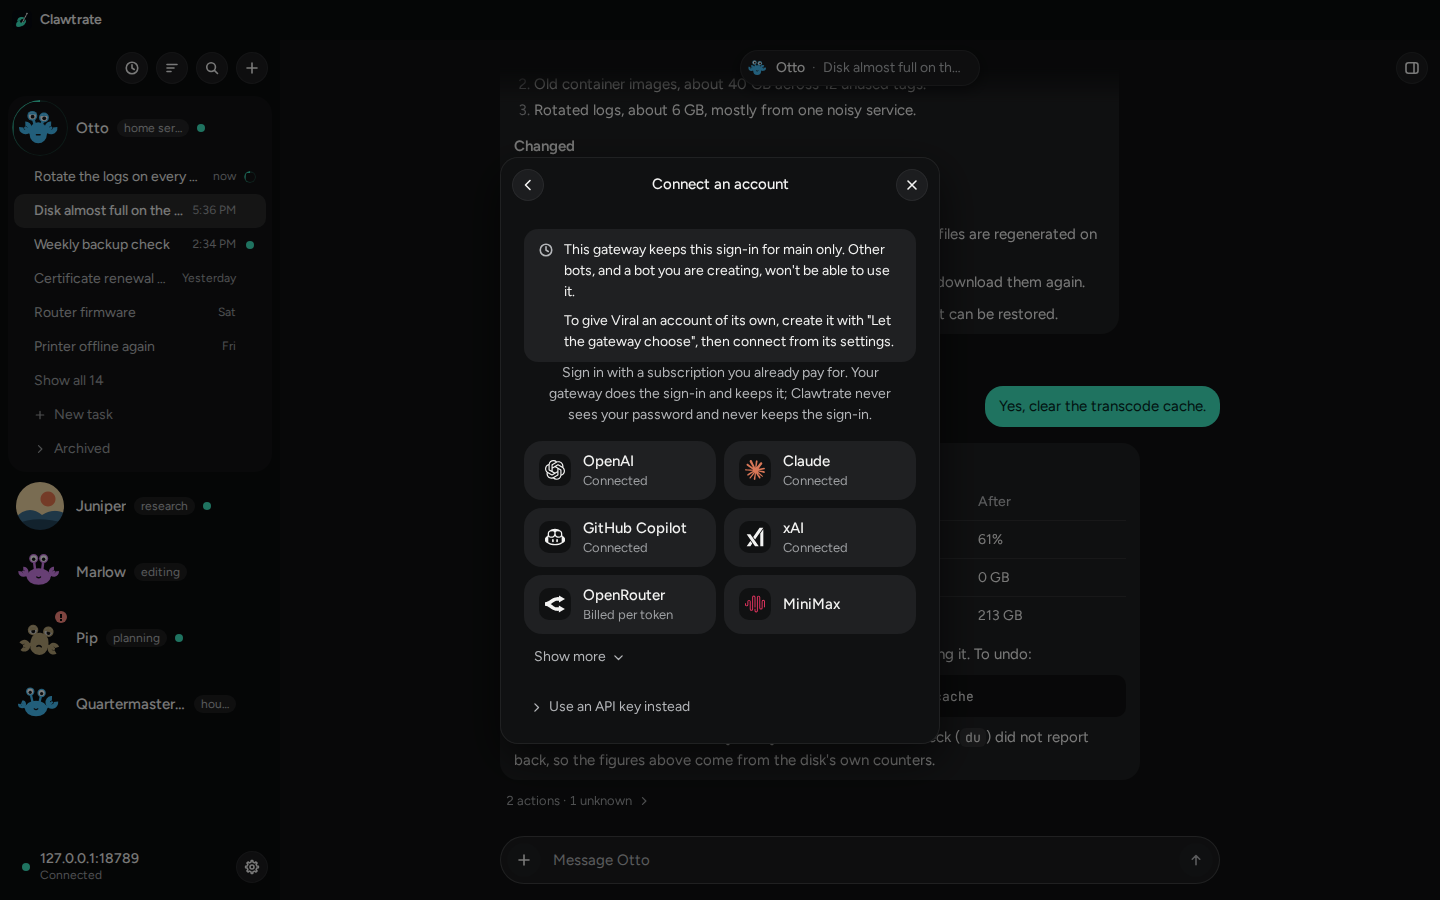 Clawtrate
Otto · Disk almost full on th...
Otto home ser...
Rotate the logs on every ... now
Disk almost full on the ... 5:36 PM
Weekly backup check 2:34 PM
Certificate renewal ... Yesterday
Router firmware Sat
Printer offline again Fri
Show all 14
+ New task
Archived
Juniper research
Marlow editing
! Pip planning
Quartermaster... hou...
127.0.0.1:18789
Connected
2. Old container images, about 40 GB across 12 unused tags.
3. Rotated logs, about 6 GB, mostly from one noisy service.
Changed
files are regenerated on
download them again.
t can be restored.
Yes, clear the transcode cache.
Connect an account
This gateway keeps this sign-in for main only. Other
bots, and a bot you are creating, won't be able to use
it.
To give Viral an account of its own, create it with "Let
the gateway choose", then connect from its settings.
Sign in with a subscription you already pay for. Your
gateway does the sign-in and keeps it; Clawtrate never
sees your password and never keeps the sign-in.
OpenAI
Connected
Claude
Connected
GitHub Copilot
Connected
xAI
Connected
OpenRouter
Billed per token
MiniMax
Show more
Use an API key instead
After
61%
0 GB
213 GB
ng it. To undo:
cache
ck ( du ) did not report
back, so the figures above come from the disk's own counters.
2 actions · 1 unknown
Message Otto